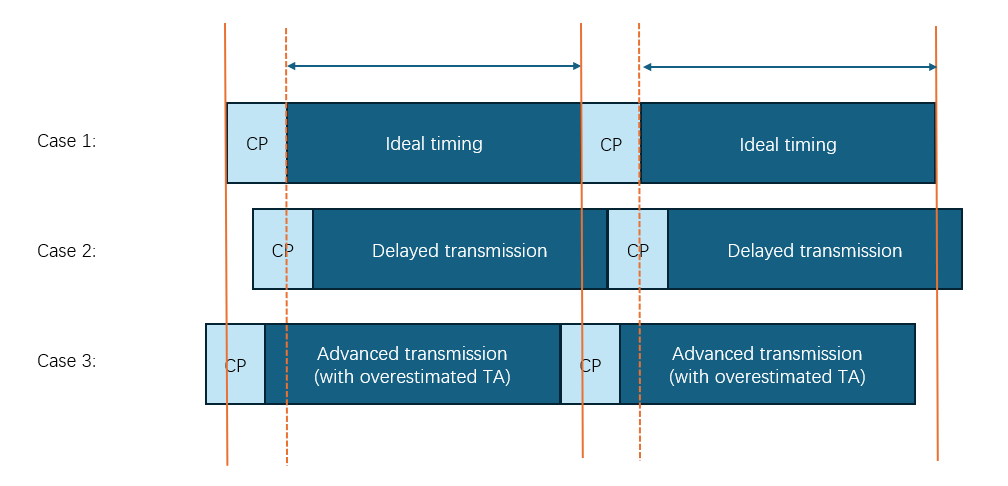 Case 1:
CP
Ideal timing
CP
Ideal timing
Case 2:
CP
Delayed transmission
CP
Delayed transmission
Case 3:
CP
Advanced transmission
(with overestimated TA)
CP
Advanced transmission
(with overestimated TA)